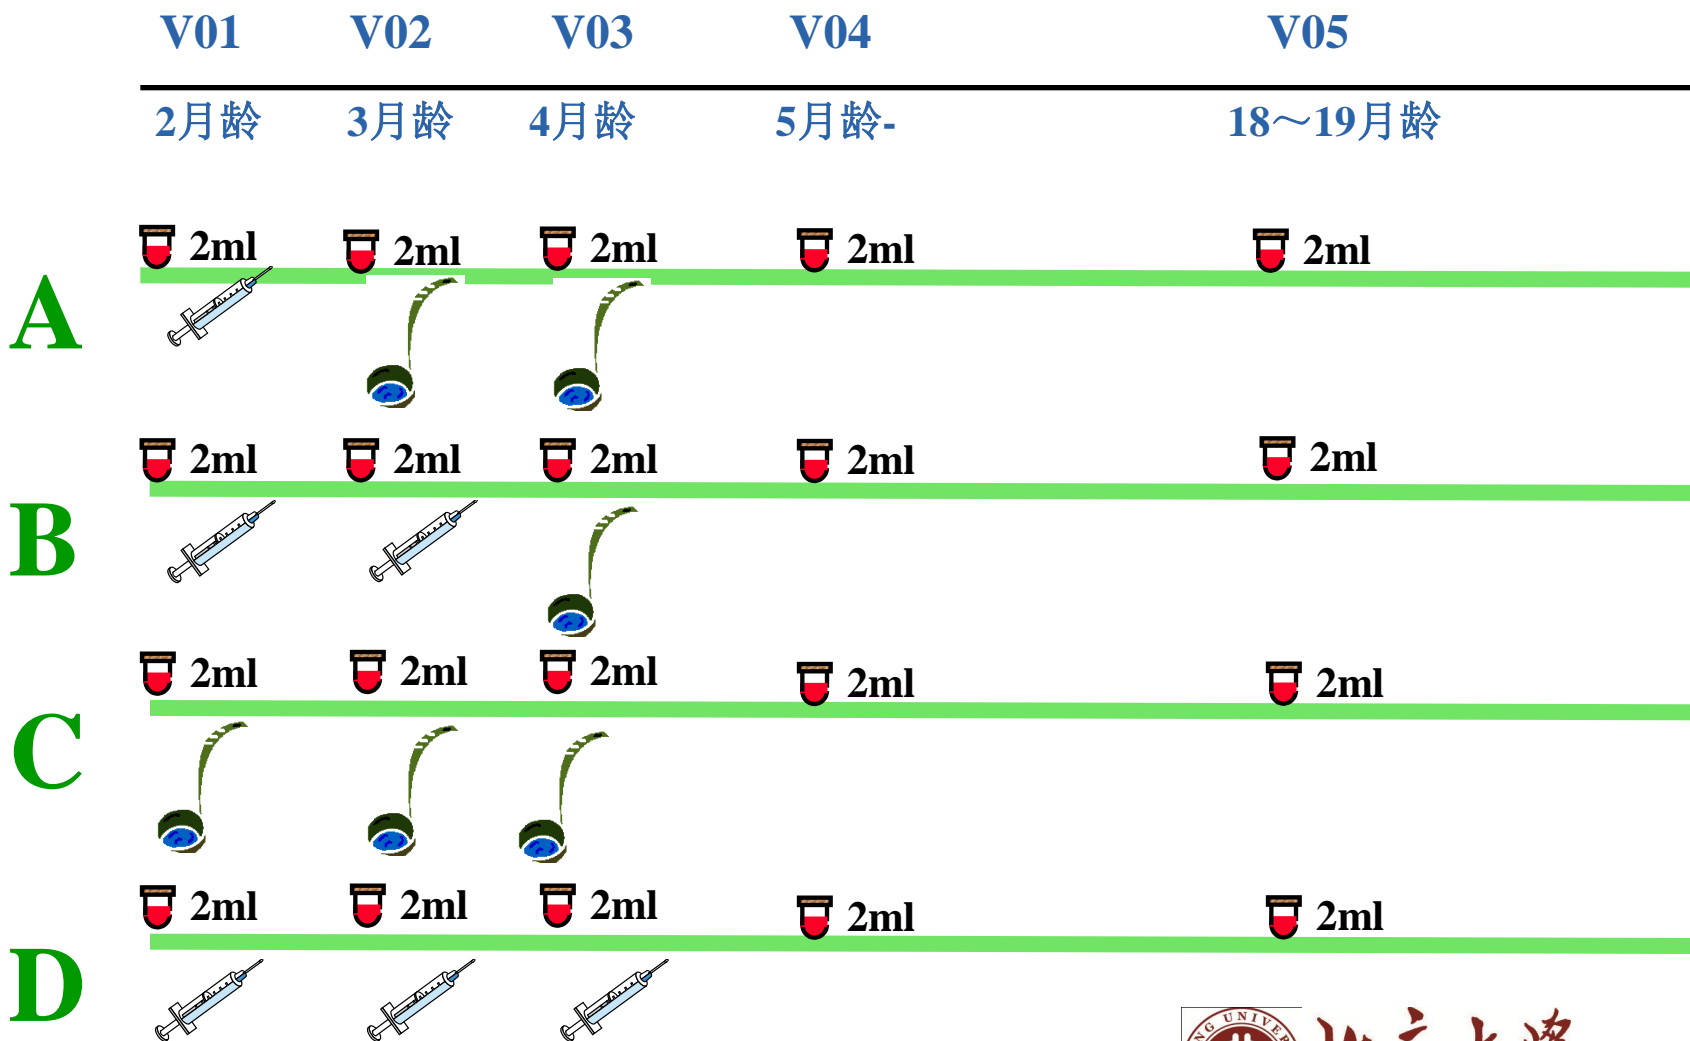 V01 V02 V03 V04 V05
2月龄 3月龄 4月龄 5月龄- 18～19月龄
2ml 2ml 2ml 2ml 2ml
A
2ml 2ml 2ml 2ml 2ml
B
2ml 2ml 2ml 2ml 2ml
C
2ml 2ml 2ml 2ml 2ml
D